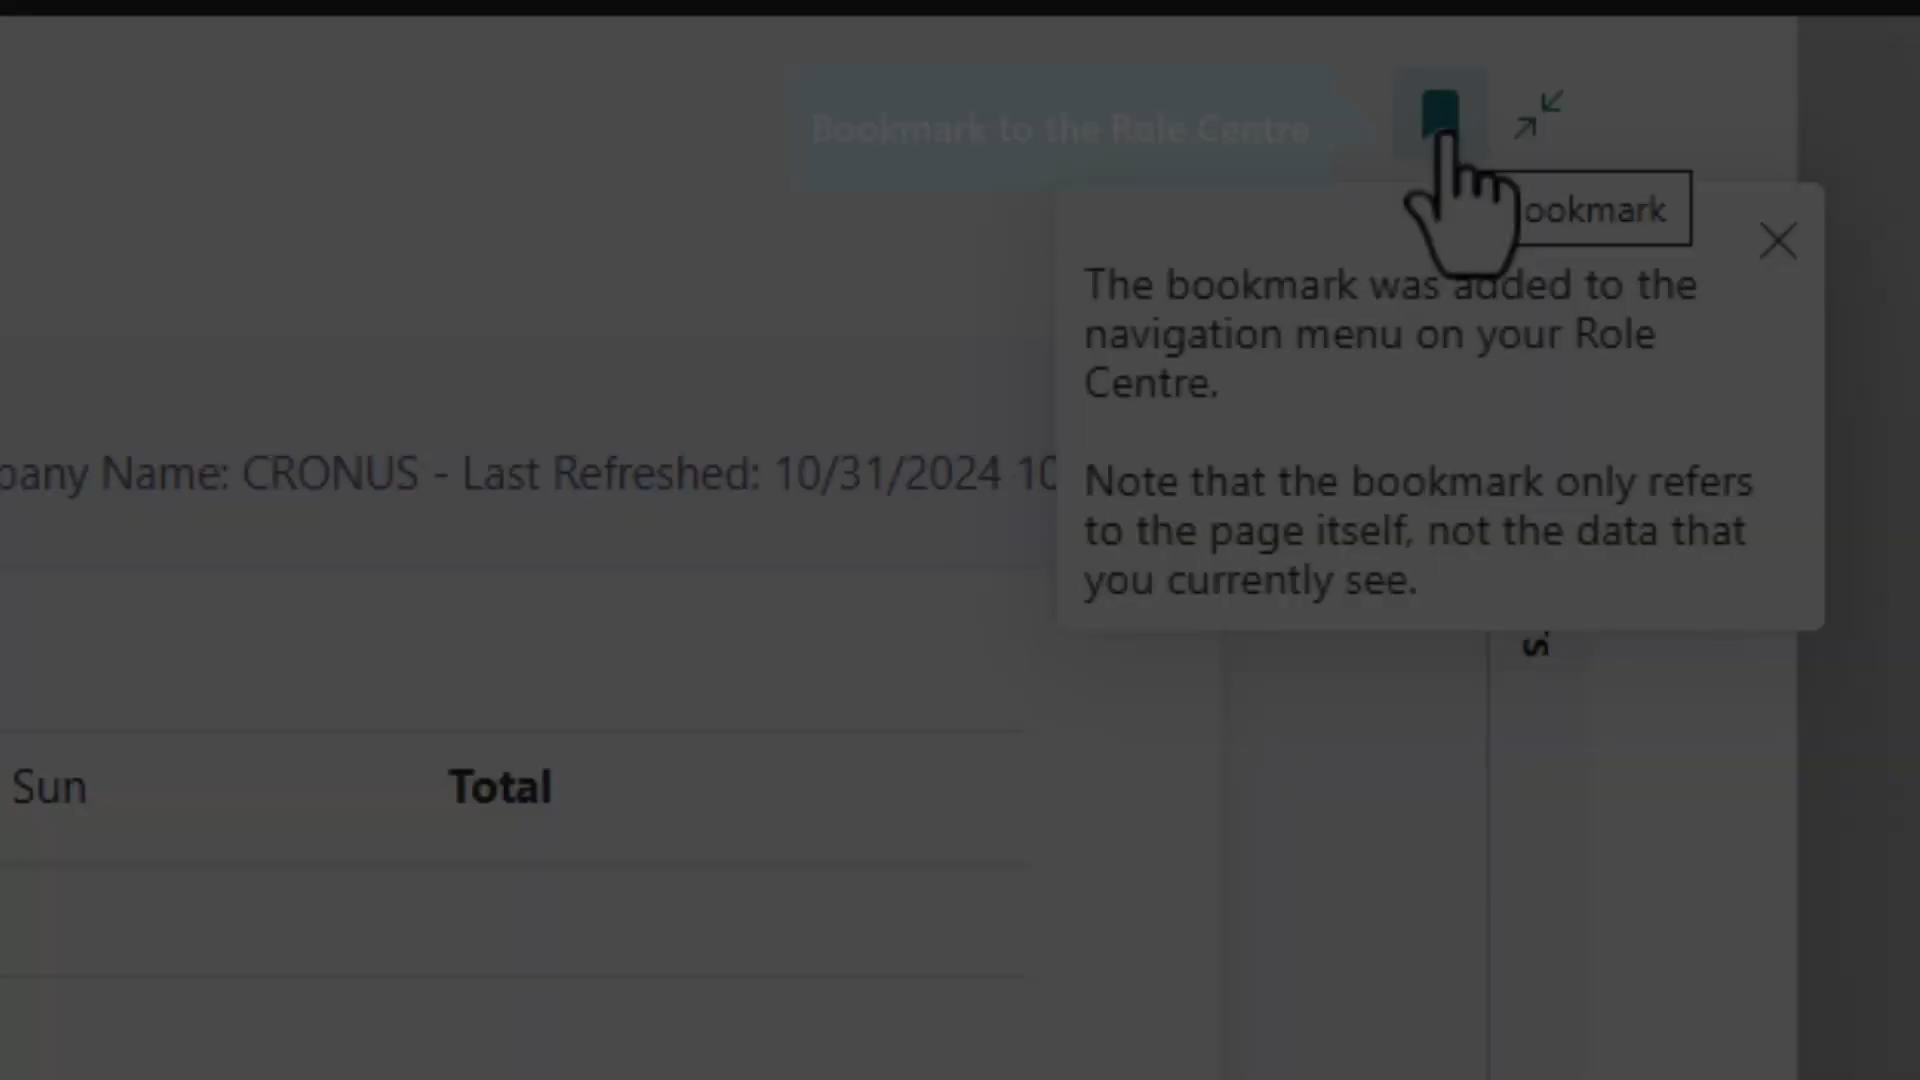 Bookmark to the Role Centre
ookmark
The bookmark was added to the
navigation menu on your Role
Centre.
pany Name: CRONUS - Last Refreshed: 10/31/2024 10
Note that the bookmark only refers
to the page itself, not the data that
you currently see.
s.
Sun
Total